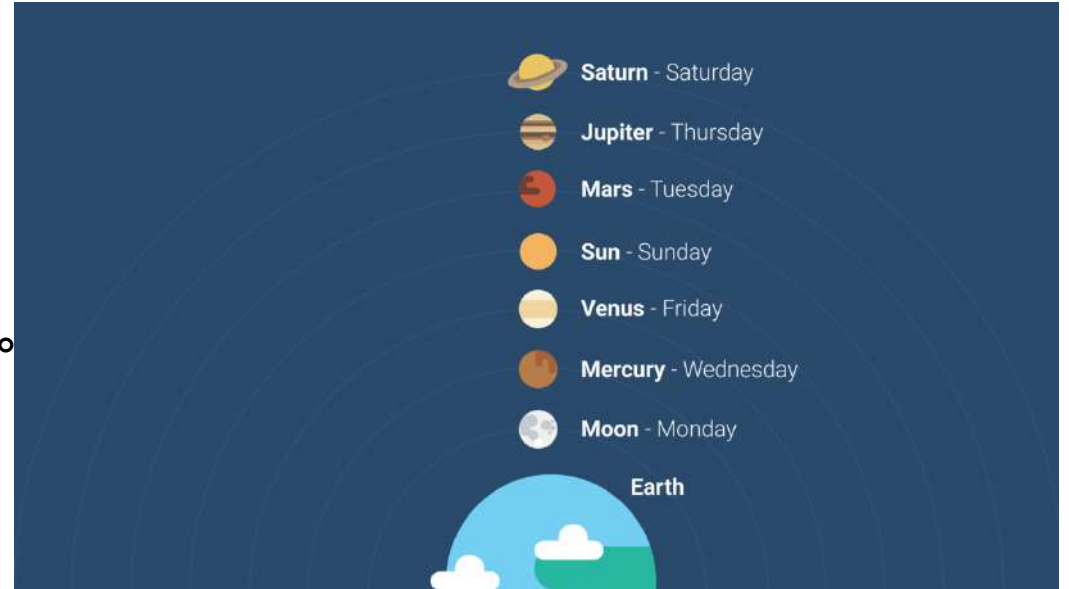 Saturn - Saturday
Jupiter - Thursday
Mars - Tuesday
Sun - Sunday
Venus - Friday
Mercury - Wednesday
Moon - Monday
Earth